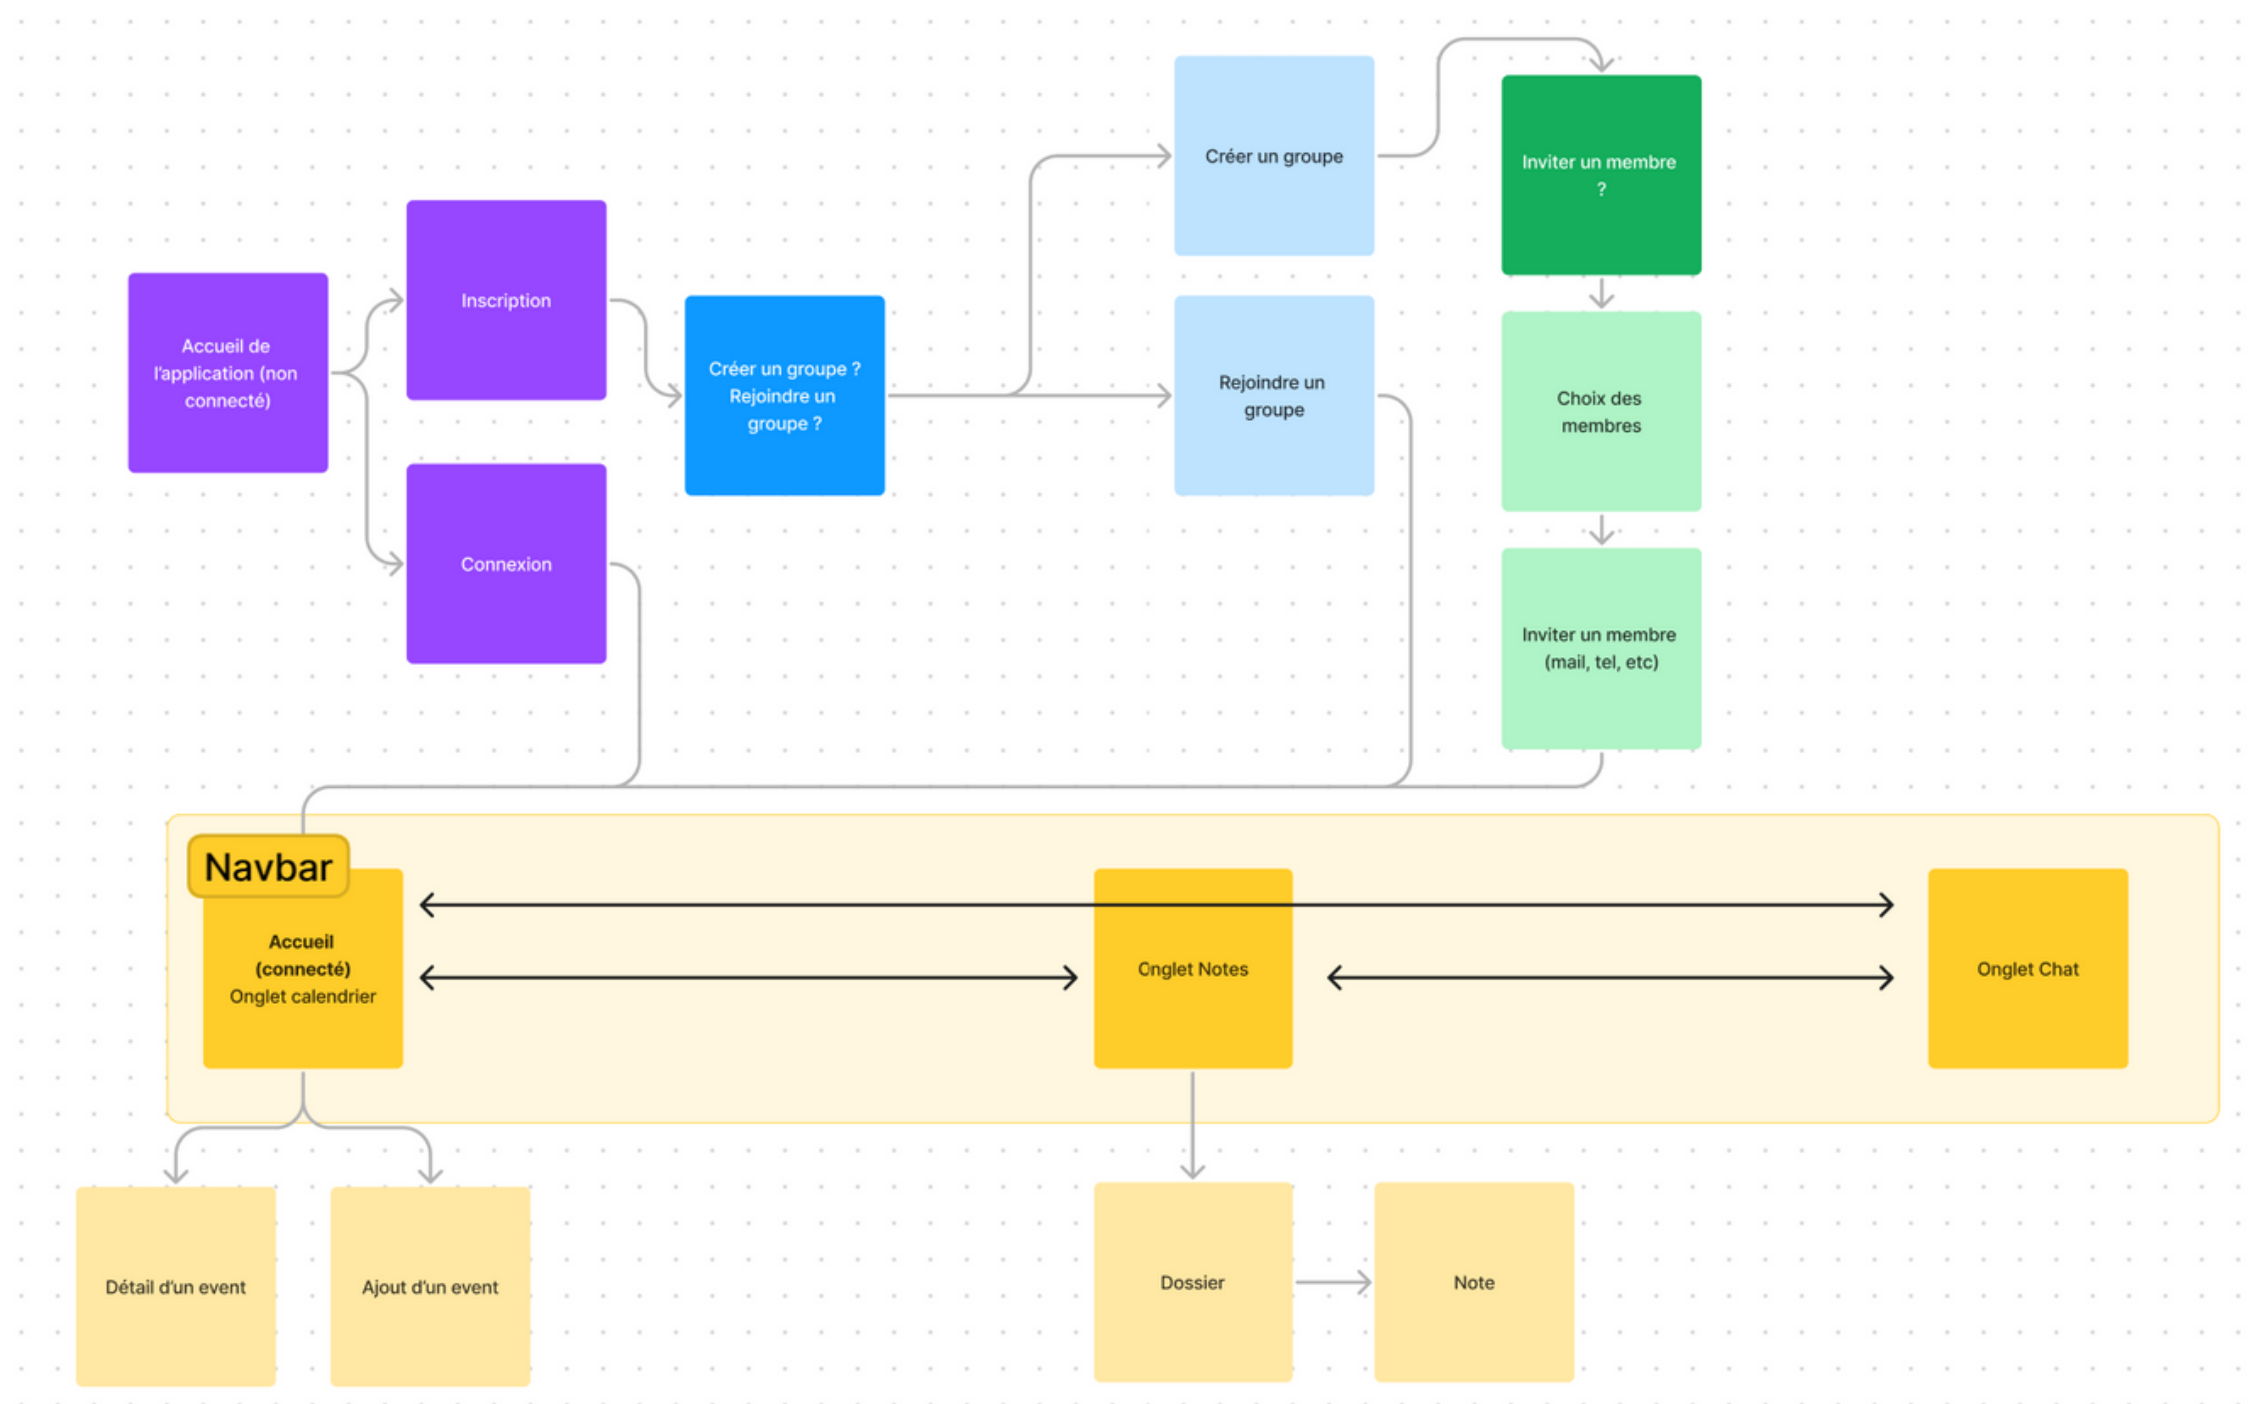 Créer un groupe
Inviter un membre
?
Inscription
Accueil de
l'application (non
connecté)
Créer un groupe ?
Rejoindre un
groupe ?
Rejoindre un
groupe
Choix des
membres
Connexion
Inviter un membre
(mail, tel, etc)
Navbar
Accueil
(connecté)
Onglet calendrier
Onglet Notes
Onglet Chat
Détail d'un event
Ajout d'un event
Dossier
Note